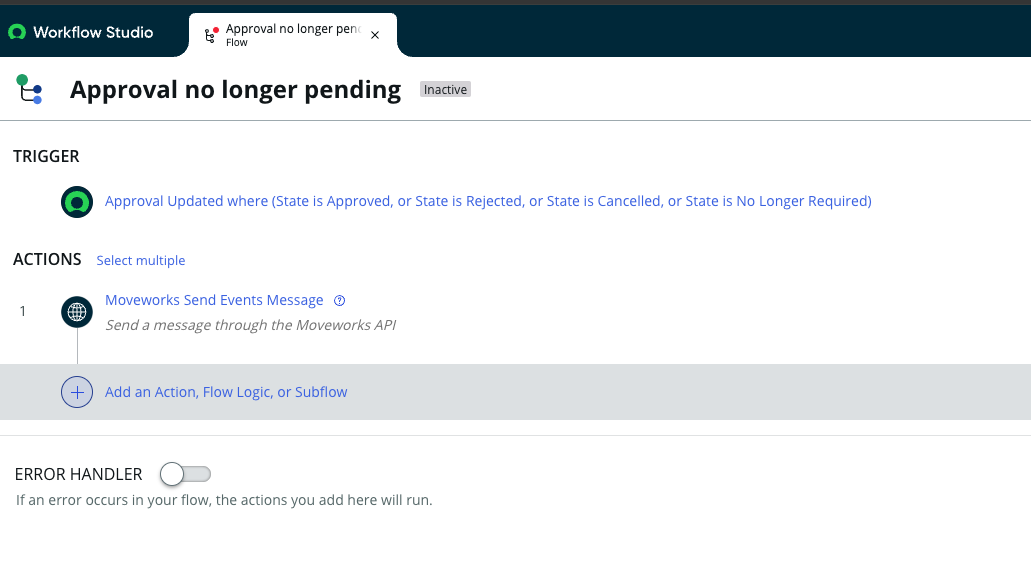 Workflow Studio
Approval no longer pen
Flow
Approval no longer pending
Inactive
TRIGGER
Approval Updated where (State is Approved, or State is Rejected, or State is Cancelled, or State is No Longer Required)
ACTIONS
Select multiple
1
Moveworks Send Events Message
Send a message through the Moveworks API
Add an Action, Flow Logic, or Subflow
ERROR HANDLER
If an error occurs in your flow, the actions you add here will run.